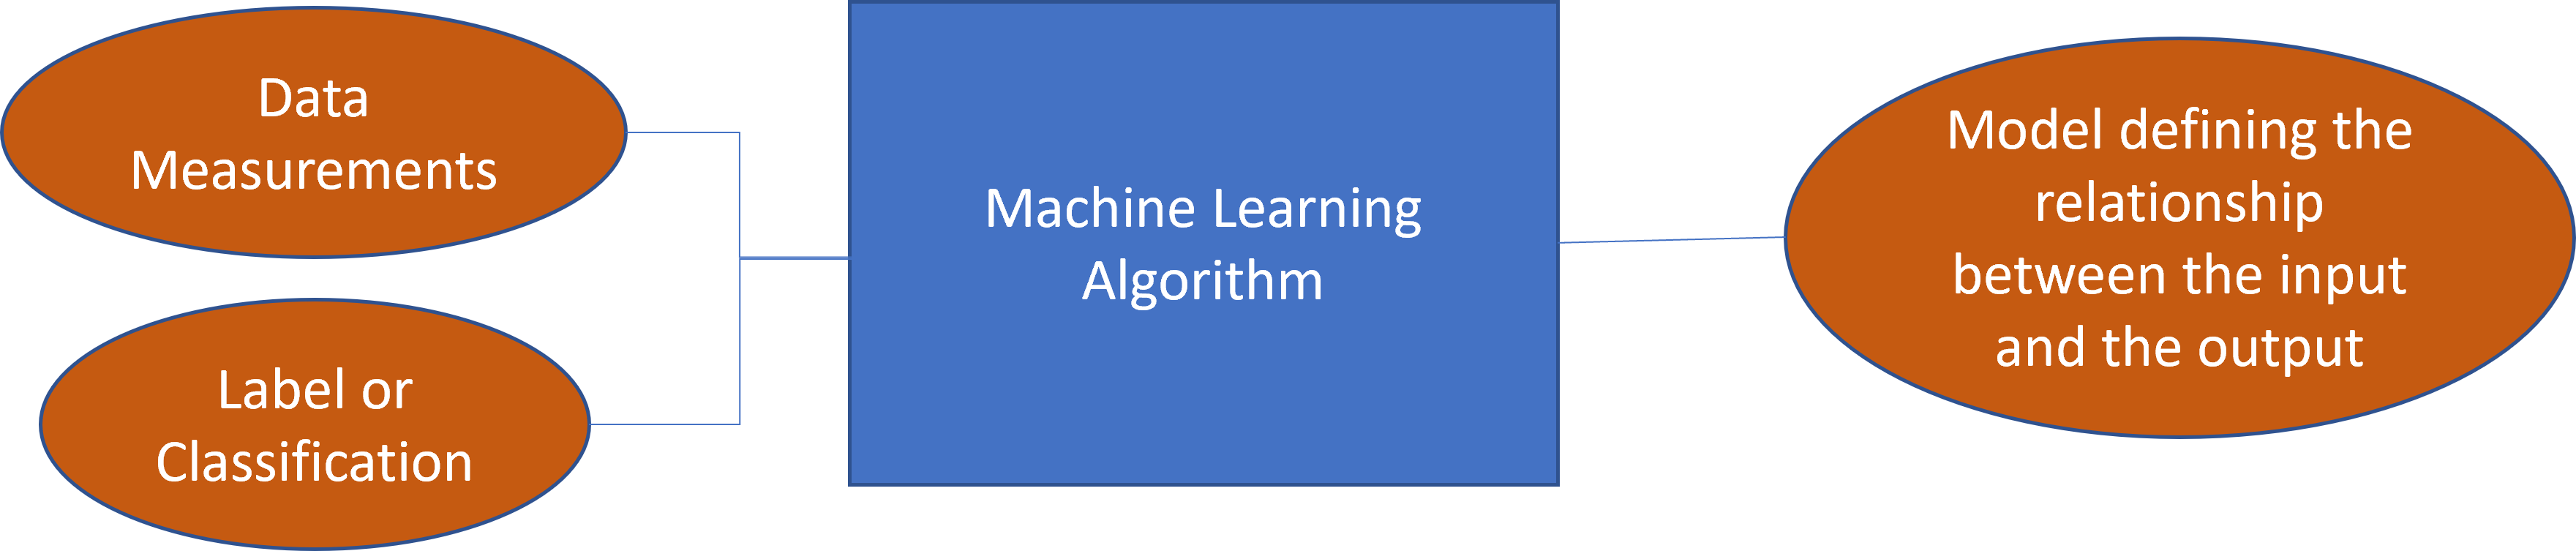 Data
Measurements
Label or
Classification
Machine Learning
Algorithm
Model defining the
relationship
between the input
and the output